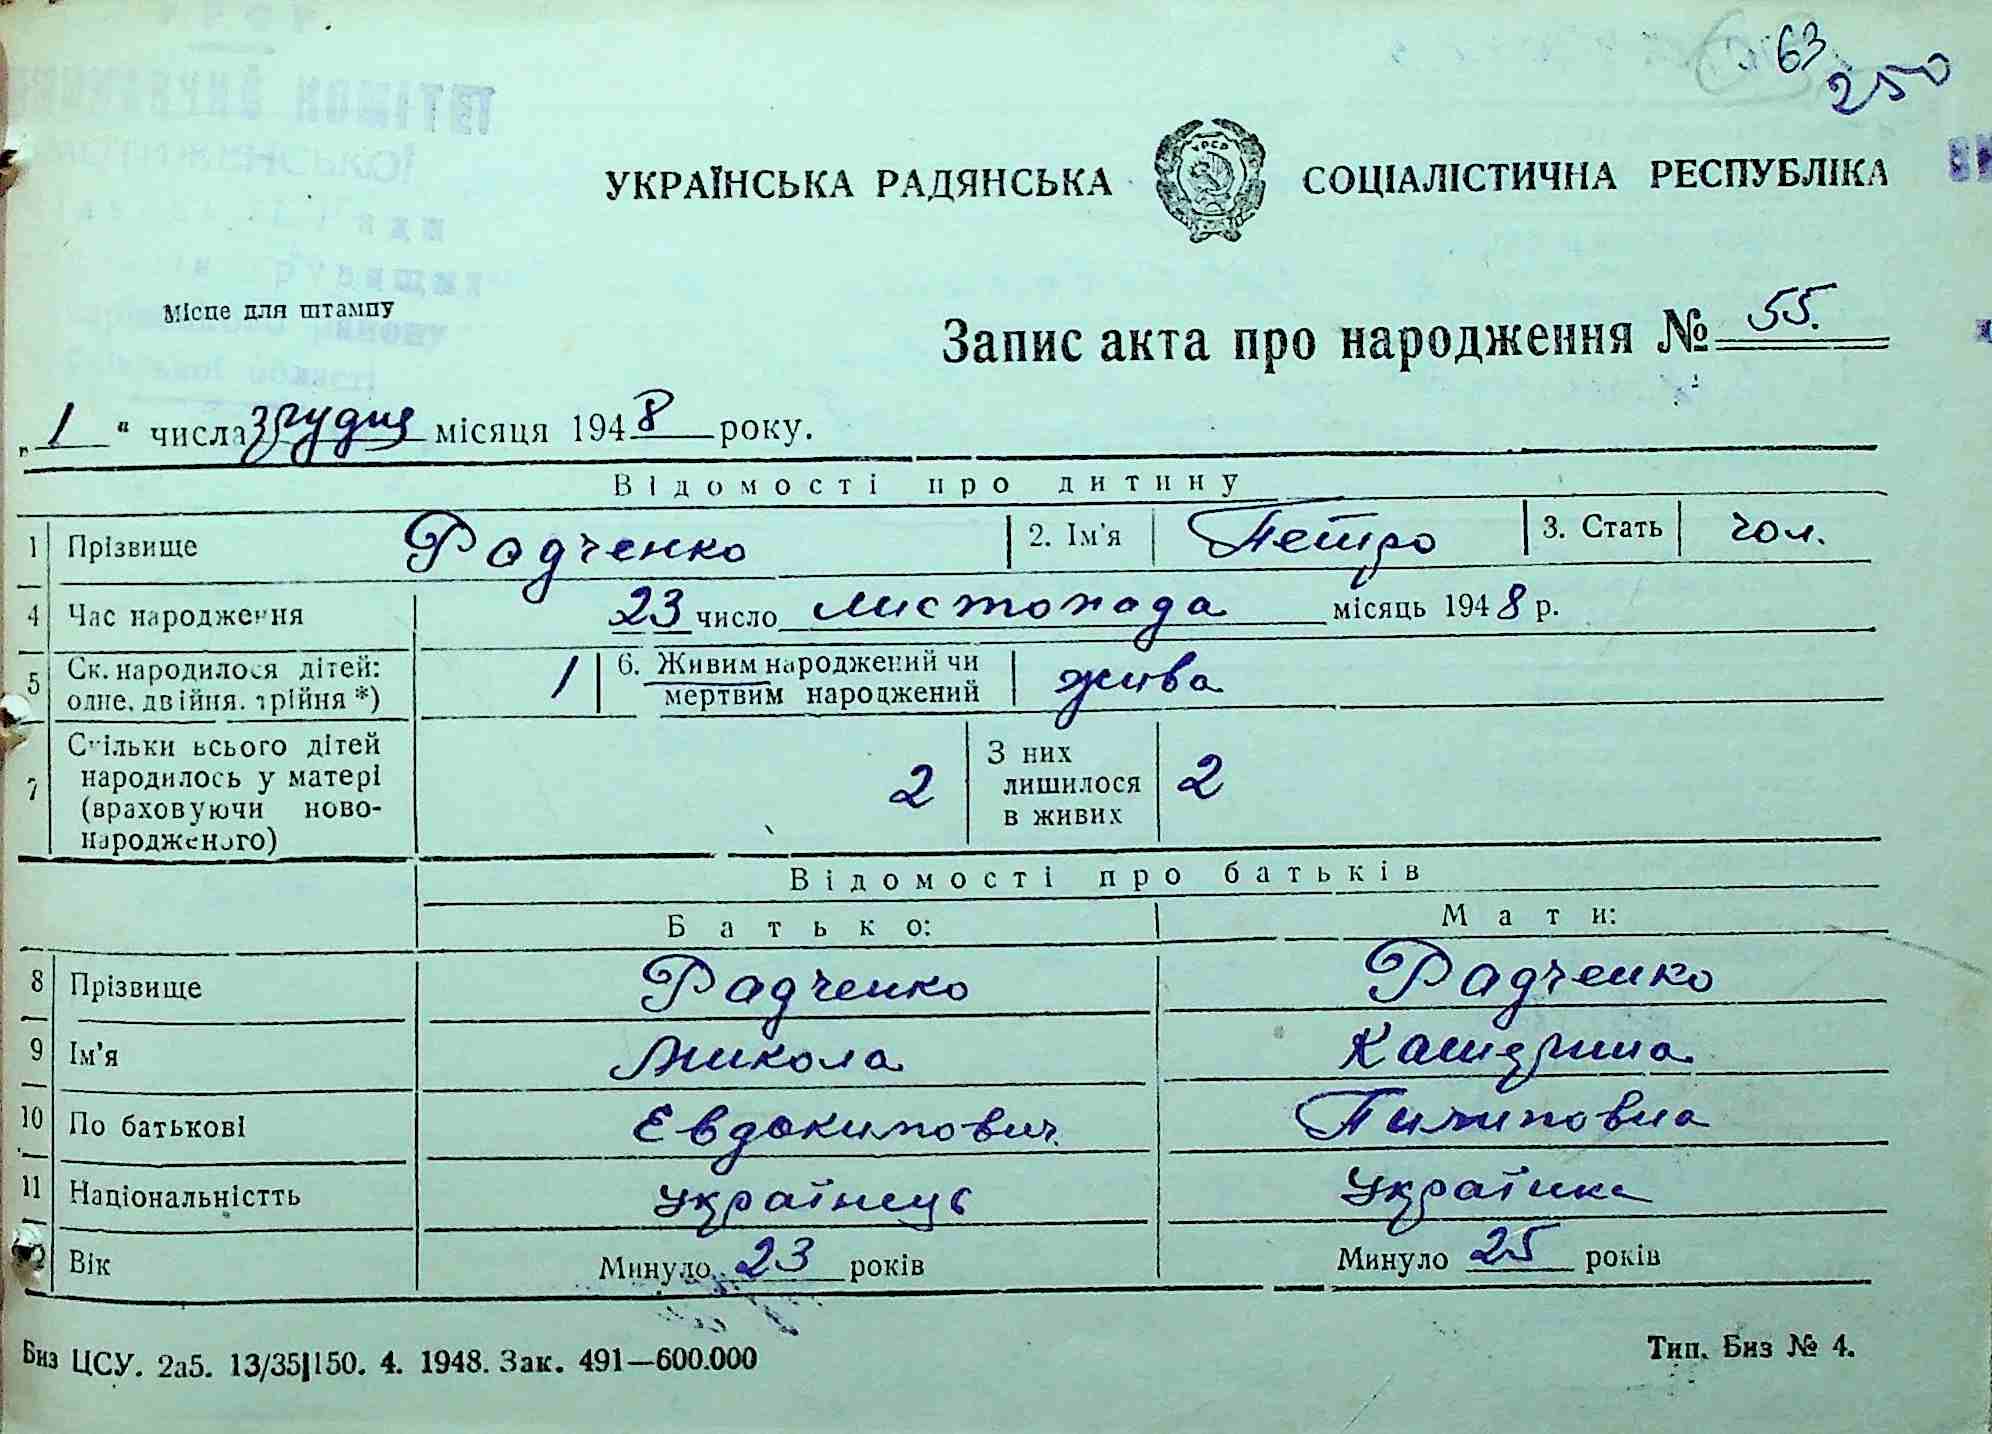 63
250
УКРАЇНСЬКА РАДЯНСЬКА СОЦІАЛІСТИЧНА РЕСПУБЛІКА
УРСР
Місце для штампу
Запис акта про народження № 55.
„1“ числа грудня місяця 1948 року.
Відомості про дитину
1 Прізвище Радченко 2. Ім'я Петро 3. Стать чол.
4 Час народження 23 число листопада місяць 1948 р.
5 Ск. народилося дітей: одне, двійня, трійня *) 1 6. Живим народжений чи мертвим народжений жива
7 Скільки всього дітей народилось у матері (враховуючи ново-народженого) 2 З них лишилося в живих 2
Відомості про батьків
Батько: Мати:
8 Прізвище Радченко Радченко
9 Ім'я Микола Катерина
10 По батькові Евдокимович Пилиповна
11 Національністть Українець Українка
12 Вік Минуло 23 років Минуло 25 років
Биз ЦСУ. 2а5. 13/35|150. 4. 1948. Зак. 491—600.000 Тип. Биз № 4.